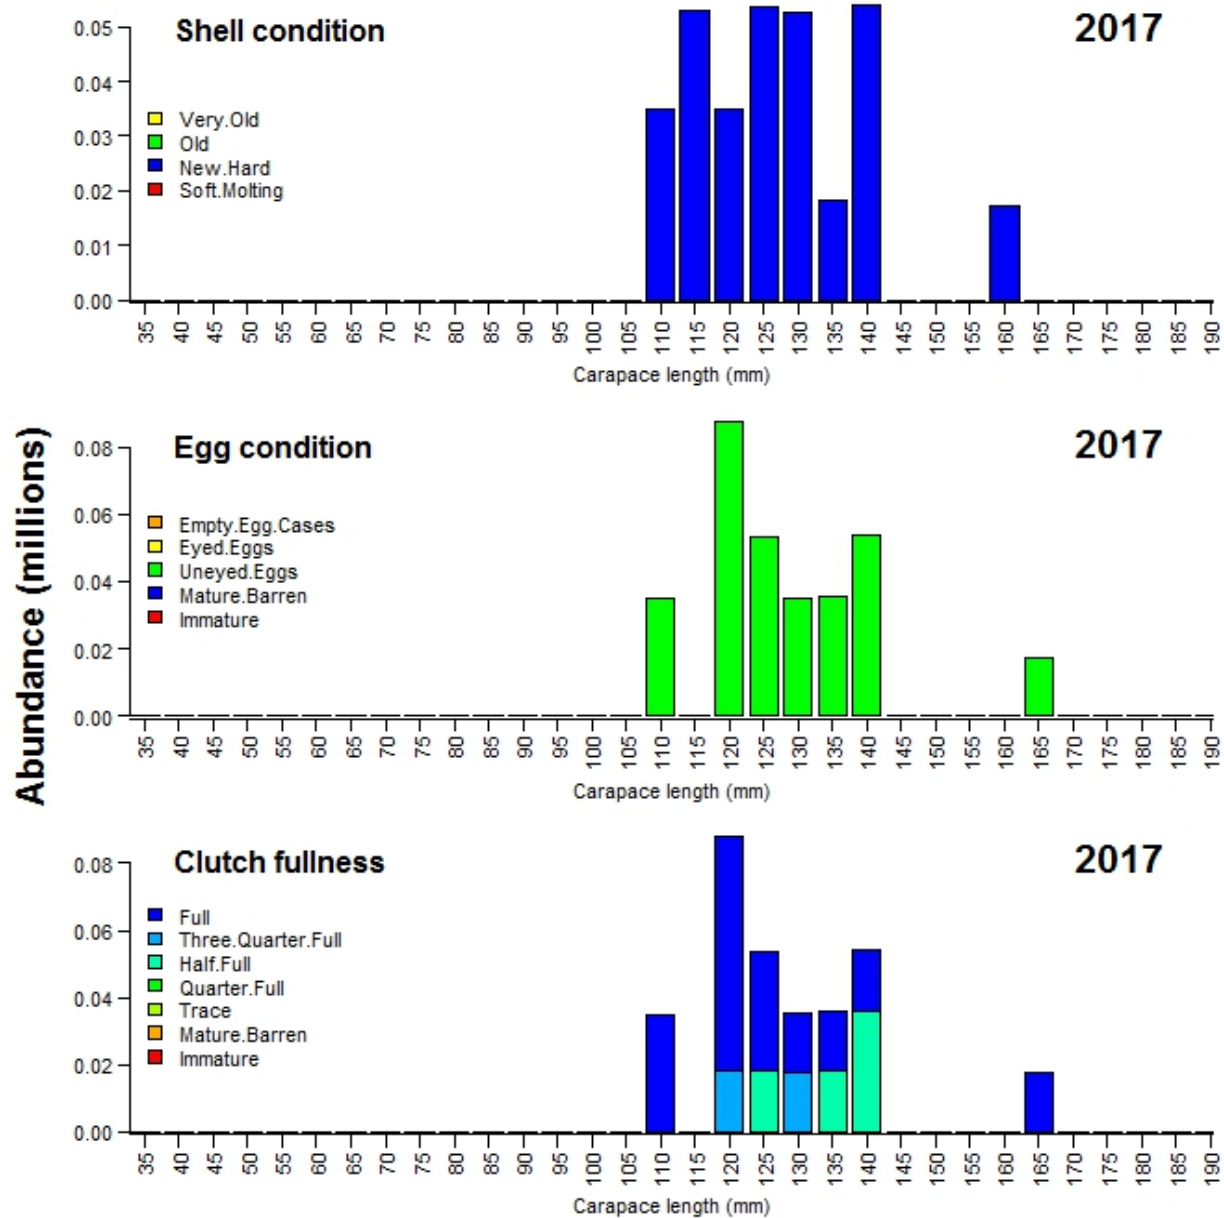 Shell condition
2017
0.05
0.04
0.03
0.02
0.01
0.00
Very.Old
Old
New.Hard
Soft.Molting
35 40 45 50 55 60 65 70 75 80 85 90 95 100 105 110 115 120 125 130 135 140 145 150 155 160 165 170 175 180 185 190
Carapace length (mm)
Abundance (millions)
Egg condition
2017
0.08
0.06
0.04
0.02
0.00
Empty.Egg.Cases
Eyed.Eggs
Uneyed.Eggs
Mature.Barren
Immature
35 40 45 50 55 60 65 70 75 80 85 90 95 100 105 110 115 120 125 130 135 140 145 150 155 160 165 170 175 180 185 190
Carapace length (mm)
Clutch fullness
2017
0.08
0.06
0.04
0.02
0.00
Full
Three.Quarter.Full
Half.Full
Quarter.Full
Trace
Mature.Barren
Immature
35 40 45 50 55 60 65 70 75 80 85 90 95 100 105 110 115 120 125 130 135 140 145 150 155 160 165 170 175 180 185 190
Carapace length (mm)